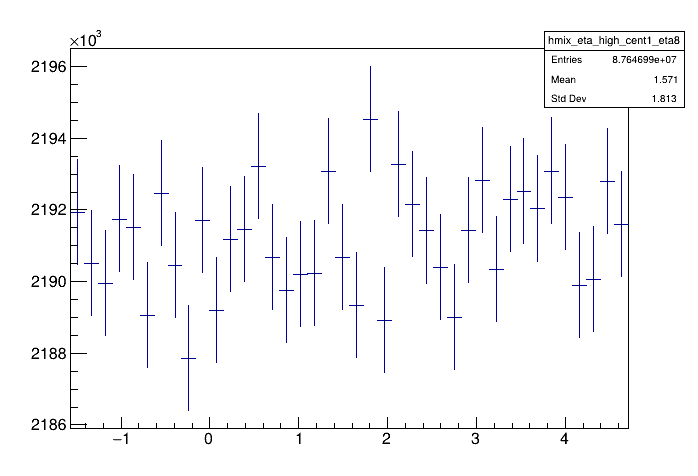 ×10³
hmix_eta_high_cent1_eta8
Entries 8.764699e+07
Mean 1.571
Std Dev 1.813
2196
2194
2192
2190
2188
2186
−1 0 1 2 3 4